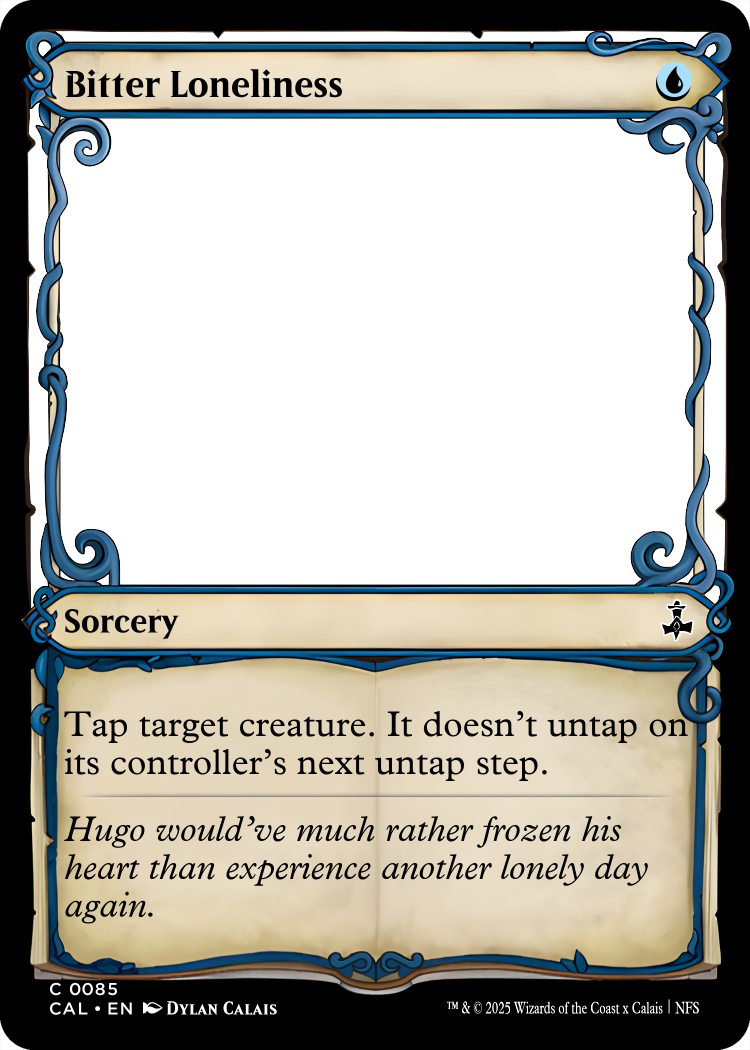 Bitter Loneliness
Sorcery
Tap target creature. It doesn't untap on
its controller's next untap step.
Hugo would've much rather frozen his
heart than experience another lonely day
again.
C 0085
CAL • EN Dylan Calais
™ & © 2025 Wizards of the Coast x Calais | NFS